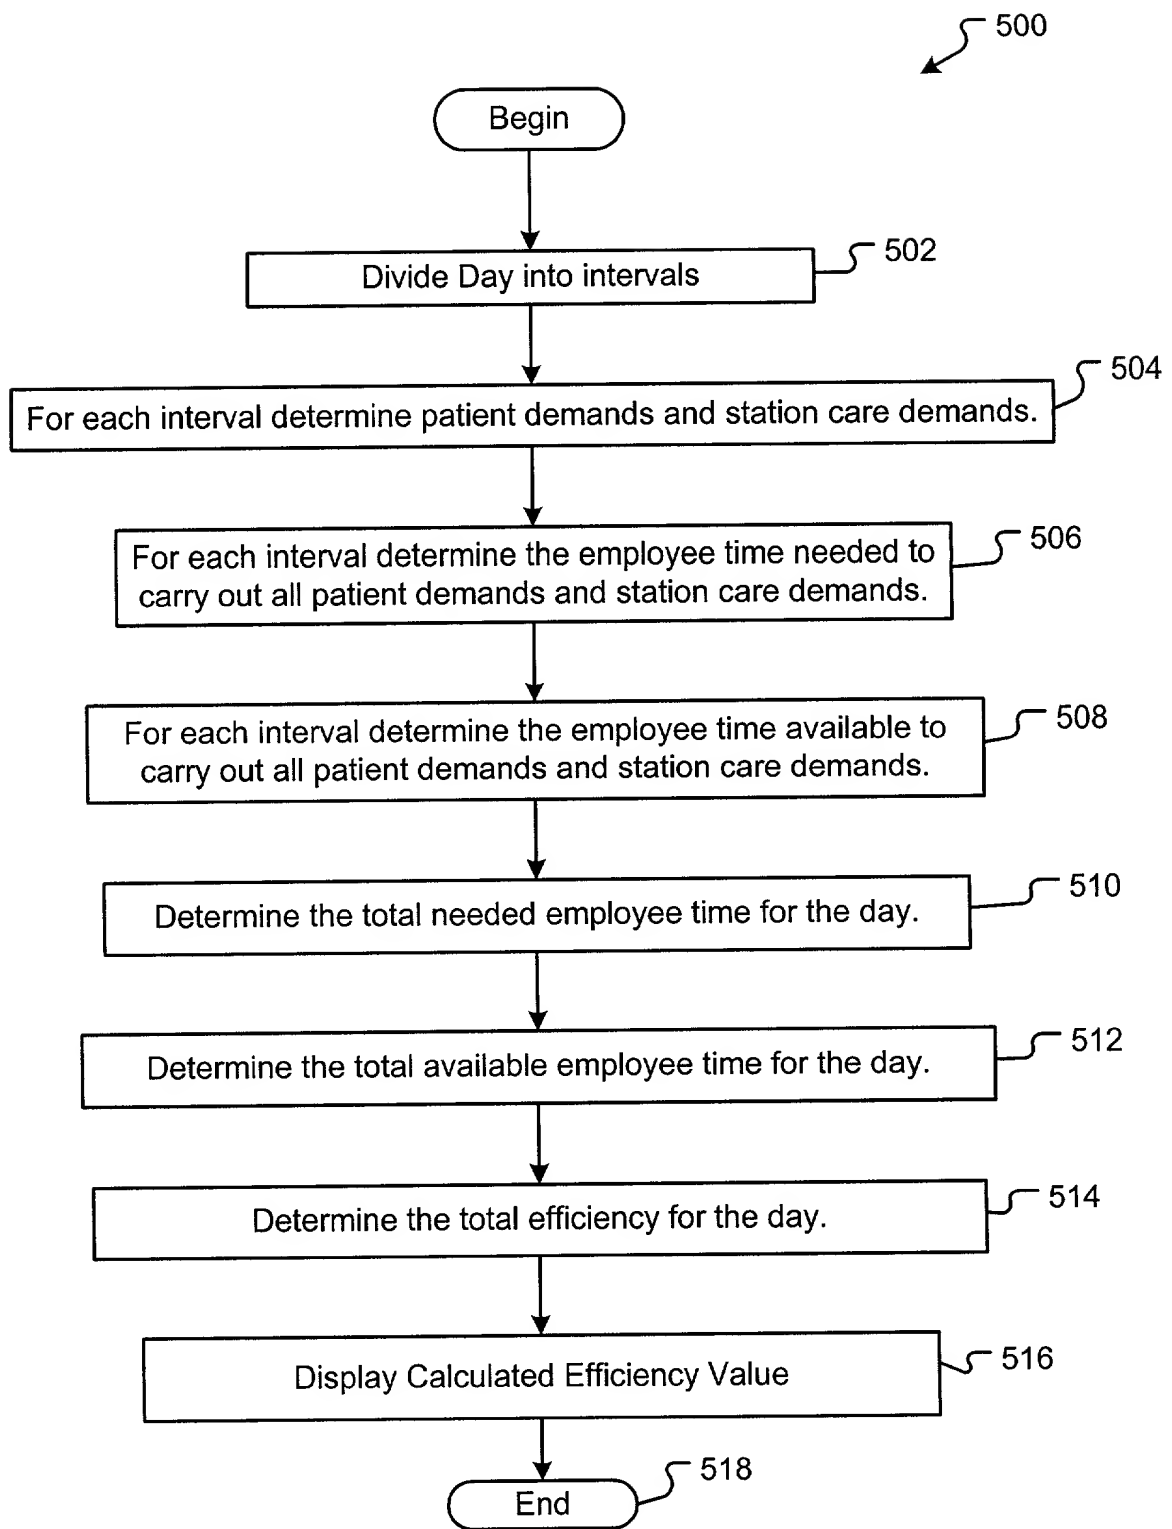 500
Begin
Divide Day into intervals
502
For each interval determine patient demands and station care demands.
504
For each interval determine the employee time needed to
carry out all patient demands and station care demands.
506
For each interval determine the employee time available to
carry out all patient demands and station care demands.
508
Determine the total needed employee time for the day.
510
Determine the total available employee time for the day.
512
Determine the total efficiency for the day.
514
Display Calculated Efficiency Value
516
End
518